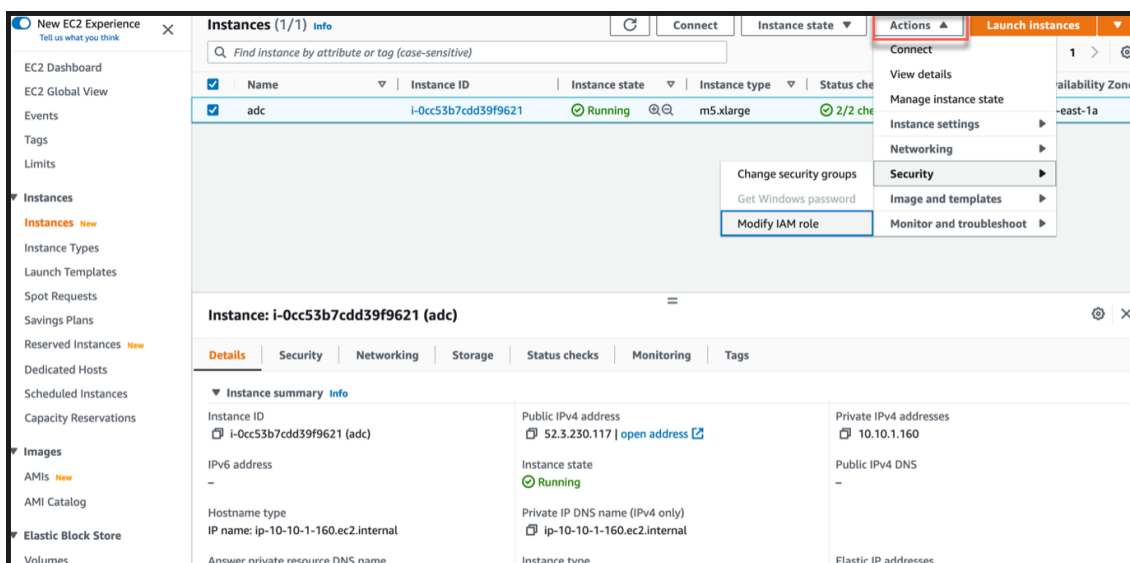 New EC2 Experience
Tell us what you think
EC2 Dashboard
EC2 Global View
Events
Tags
Limits
Instances
Instances New
Instance Types
Launch Templates
Spot Requests
Savings Plans
Reserved Instances New
Dedicated Hosts
Scheduled Instances
Capacity Reservations
Images
AMIs New
AMI Catalog
Elastic Block Store
Volumes
Instances (1/1) Info
Connect
Instance state
Actions
Launch instances
Find instance by attribute or tag (case-sensitive)
1
Name
Instance ID
Instance state
Instance type
Status che
ailability Zone
adc
i-0cc53b7cdd39f9621
Running
m5.xlarge
2/2 che
-east-1a
Connect
View details
Manage instance state
Instance settings
Networking
Security
Image and templates
Monitor and troubleshoot
Change security groups
Get Windows password
Modify IAM role
Instance: i-0cc53b7cdd39f9621 (adc)
Details
Security
Networking
Storage
Status checks
Monitoring
Tags
Instance summary Info
Instance ID
i-0cc53b7cdd39f9621 (adc)
Public IPv4 address
52.3.230.117 | open address
Private IPv4 addresses
10.10.1.160
IPv6 address
–
Instance state
Running
Public IPv4 DNS
–
Hostname type
IP name: ip-10-10-1-160.ec2.internal
Private IP DNS name (IPv4 only)
ip-10-10-1-160.ec2.internal
Answer private resource DNS name
Instance type
Elastic IP addresses